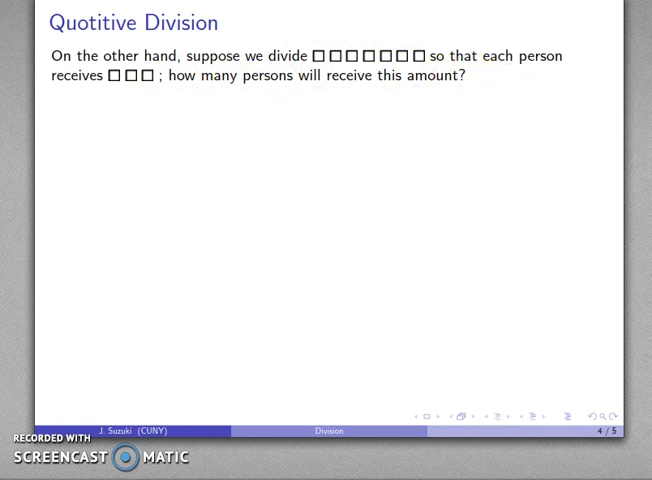 Quotitive Division
On the other hand, suppose we divide □ □ □ □ □ □ □ so that each person
receives □ □ □ ; how many persons will receive this amount?
J. Suzuki (CUNY) Division 4 / 5
RECORDED WITH
SCREENCAST MATIC